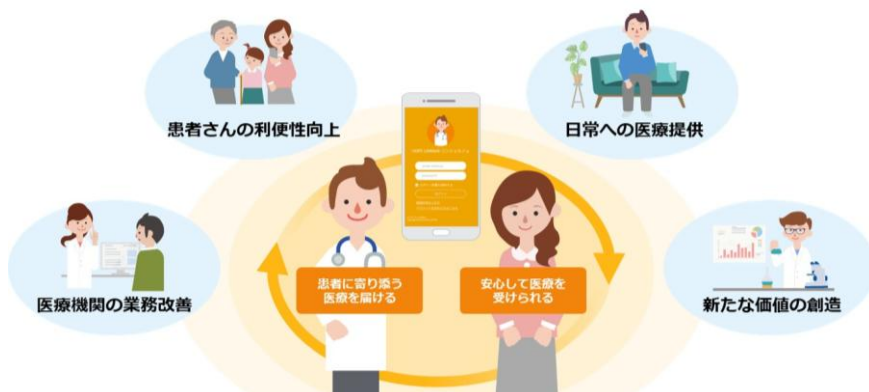 患者さんの利便性向上
日常への医療提供
医療機関の業務改善
患者に寄り添う
医療を届ける
安心して医療を
受けられる
新たな価値の創造